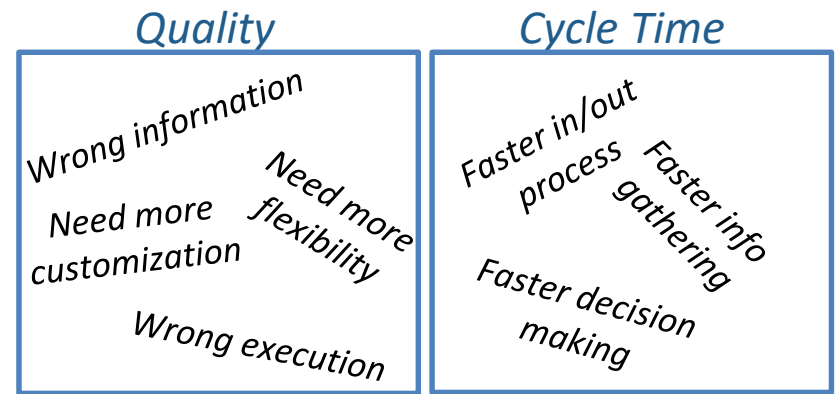 Quality
Wrong information
Need more
customization
Need more
flexibility
Wrong execution
Cycle Time
Faster in/out
process
Faster info
gathering
Faster decision
making